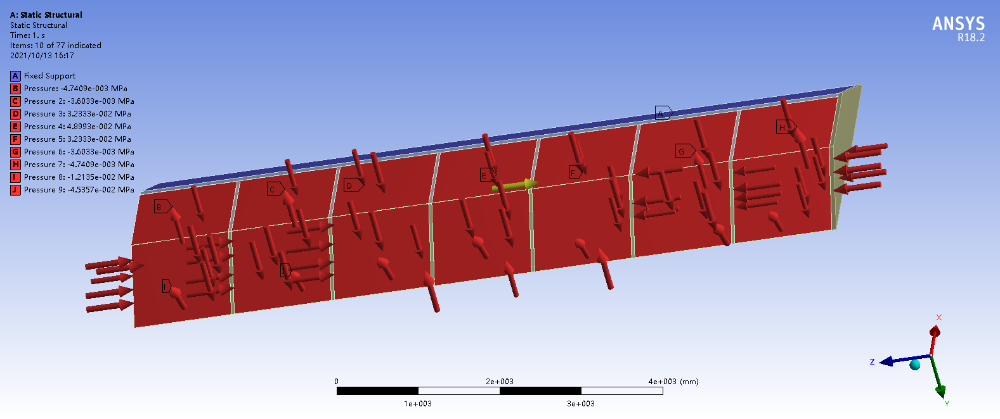 A: Static Structural
Static Structural
Time: 1. s
Items: 10 of 77 indicated
2021/10/13 16:17
A Fixed Support
B Pressure: -4.7409e-003 MPa
C Pressure 2: -3.6033e-003 MPa
D Pressure 3: 3.2333e-002 MPa
E Pressure 4: 4.8993e-002 MPa
F Pressure 5: 3.2333e-002 MPa
G Pressure 6: -3.6033e-003 MPa
H Pressure 7: -4.7409e-003 MPa
I Pressure 8: -1.2135e-002 MPa
J Pressure 9: -4.5357e-002 MPa
ANSYS
R18.2
A
H
G
F
E
D
C
B
J
I
X
Z
Y
0 2e+003 4e+003 (mm)
1e+003 3e+003